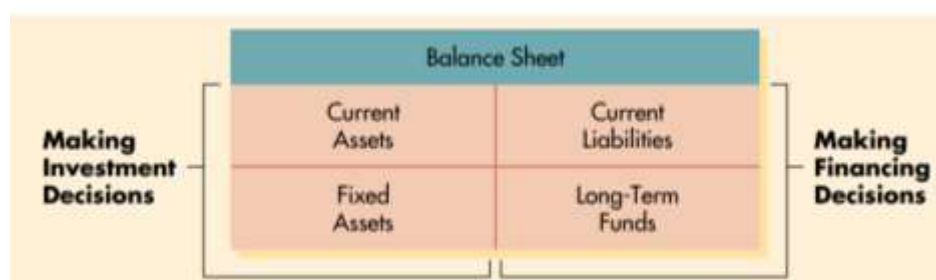 Balance Sheet
Making
Investment
Decisions
Current
Assets
Current
Liabilities
Fixed
Assets
Long-Term
Funds
Making
Financing
Decisions